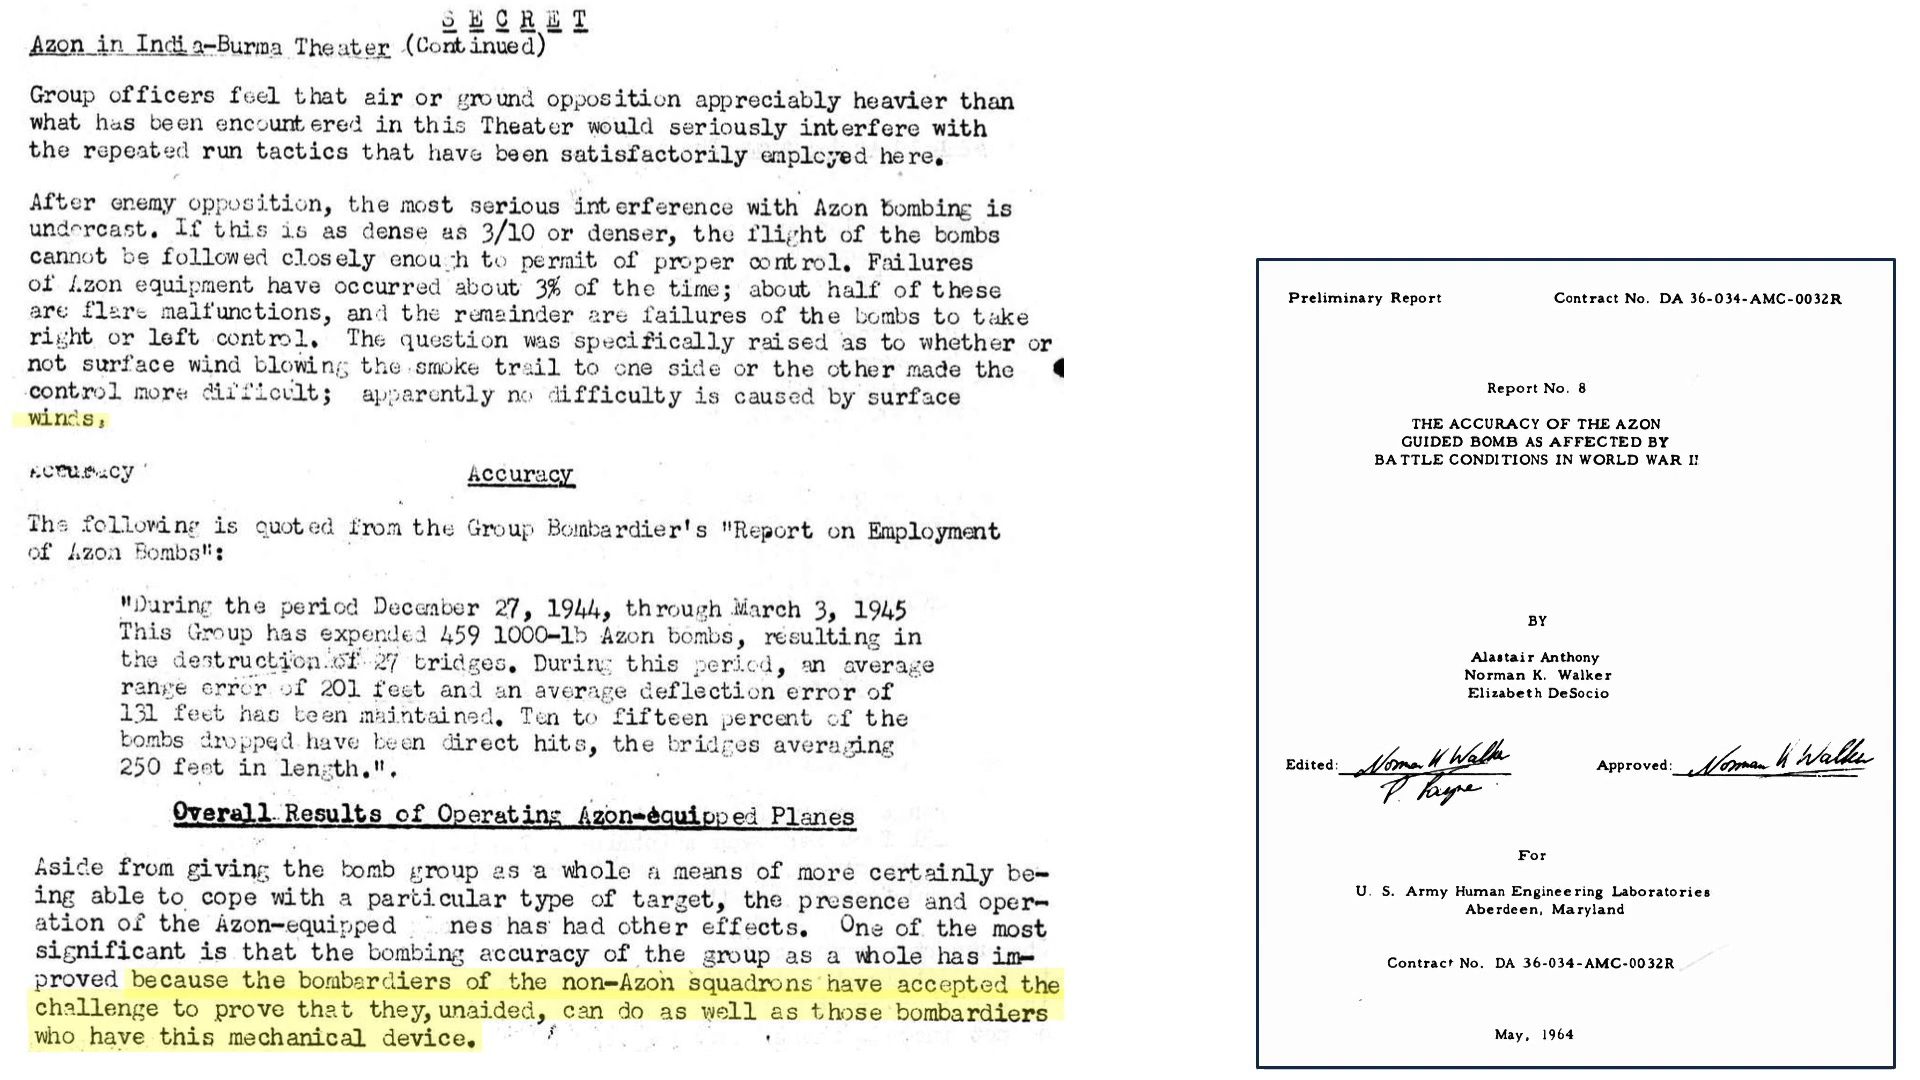 S E C R E T
Azon in India-Burma Theater (Continued)
Group officers feel that air or ground opposition appreciably heavier than
what has been encountered in this Theater would seriously interfere with
the repeated run tactics that have been satisfactorily employed here.
After enemy opposition, the most serious interference with Azon bombing is
undercast. If this is as dense as 3/10 or denser, the flight of the bombs
cannot be followed closely enough to permit of proper control. Failures
of Azon equipment have occurred about 3% of the time; about half of these
are flare malfunctions, and the remainder are failures of the bombs to take
right or left control. The question was specifically raised as to whether or
not surface wind blowing the smoke trail to one side or the other made the
control more difficult; apparently no difficulty is caused by surface
winds.
Accuracy Accuracy
The following is quoted from the Group Bombardier's "Report on Employment
of Azon Bombs":
"During the period December 27, 1944, through March 3, 1945
This Group has expended 459 1000-lb Azon bombs, resulting in
the destruction of 27 bridges. During this period, an average
range error of 201 feet and an average deflection error of
131 feet has been maintained. Ten to fifteen percent of the
bombs dropped have been direct hits, the bridges averaging
250 feet in length.".
Overall Results of Operating Azon-equipped Planes
Aside from giving the bomb group as a whole a means of more certainly be-
ing able to cope with a particular type of target, the presence and oper-
ation of the Azon-equipped nes has had other effects. One of the most
significant is that the bombing accuracy of the group as a whole has im-
proved because the bombardiers of the non-Azon squadrons have accepted the
challenge to prove that they, unaided, can do as well as those bombardiers
who have this mechanical device.
Preliminary Report Contract No. DA 36-034-AMC-0032R
Report No. 8
THE ACCURACY OF THE AZON
GUIDED BOMB AS AFFECTED BY
BATTLE CONDITIONS IN WORLD WAR II
BY
Alastair Anthony
Norman K. Walker
Elizabeth DeSocio
Edited: Norman K Walker Approved: Norman K Walker
P. Payne
For
U. S. Army Human Engineering Laboratories
Aberdeen, Maryland
Contract No. DA 36-034-AMC-0032R
May, 1964